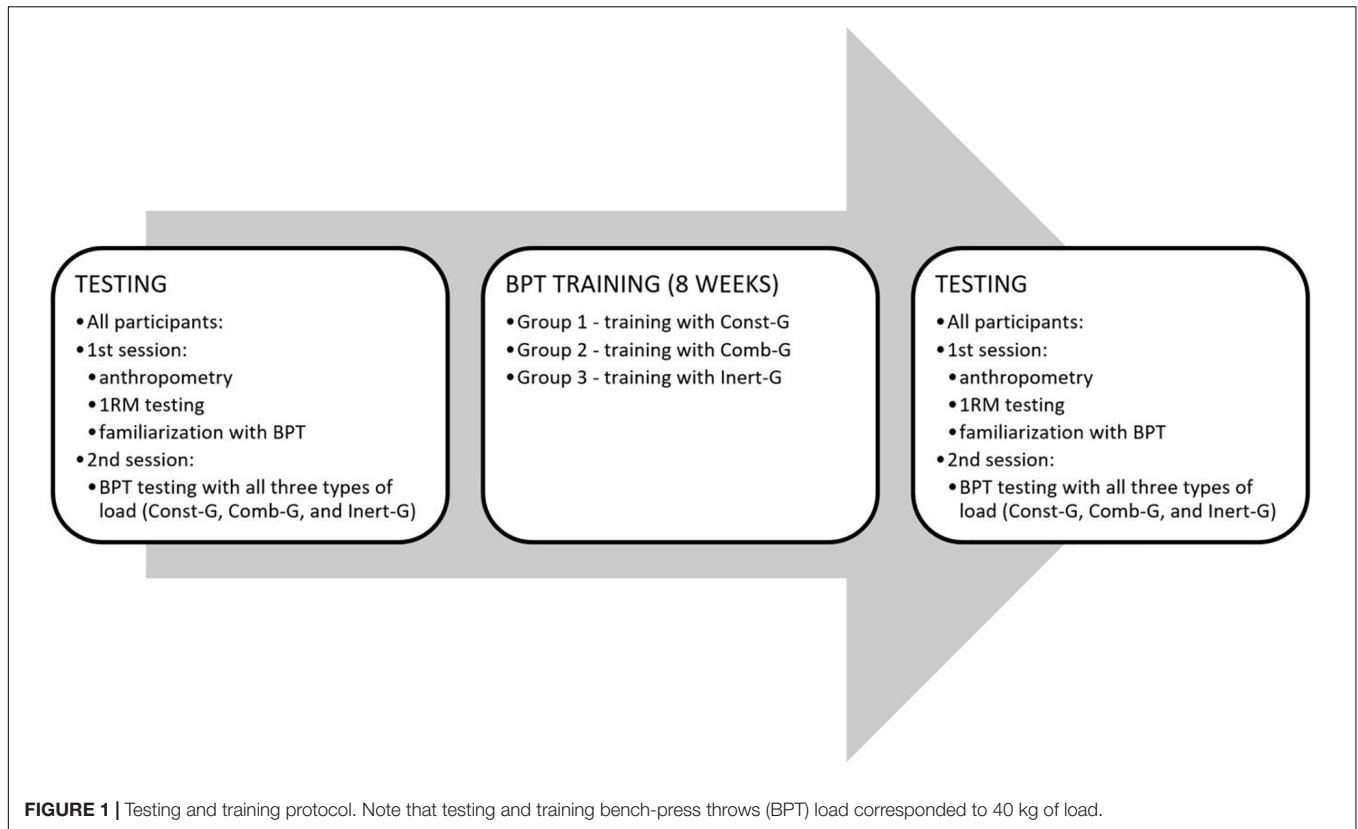 TESTING
•All participants:
•1st session:
•anthropometry
•1RM testing
•familiarization with BPT
•2nd session:
•BPT testing with all three types of
load (Const-G, Comb-G, and Inert-G)
BPT TRAINING (8 WEEKS)
•Group 1 - training with Const-G
•Group 2 - training with Comb-G
•Group 3 - training with Inert-G
TESTING
•All participants:
•1st session:
•anthropometry
•1RM testing
•familiarization with BPT
•2nd session:
•BPT testing with all three types of
load (Const-G, Comb-G, and Inert-G)
FIGURE 1 | Testing and training protocol. Note that testing and training bench-press throws (BPT) load corresponded to 40 kg of load.